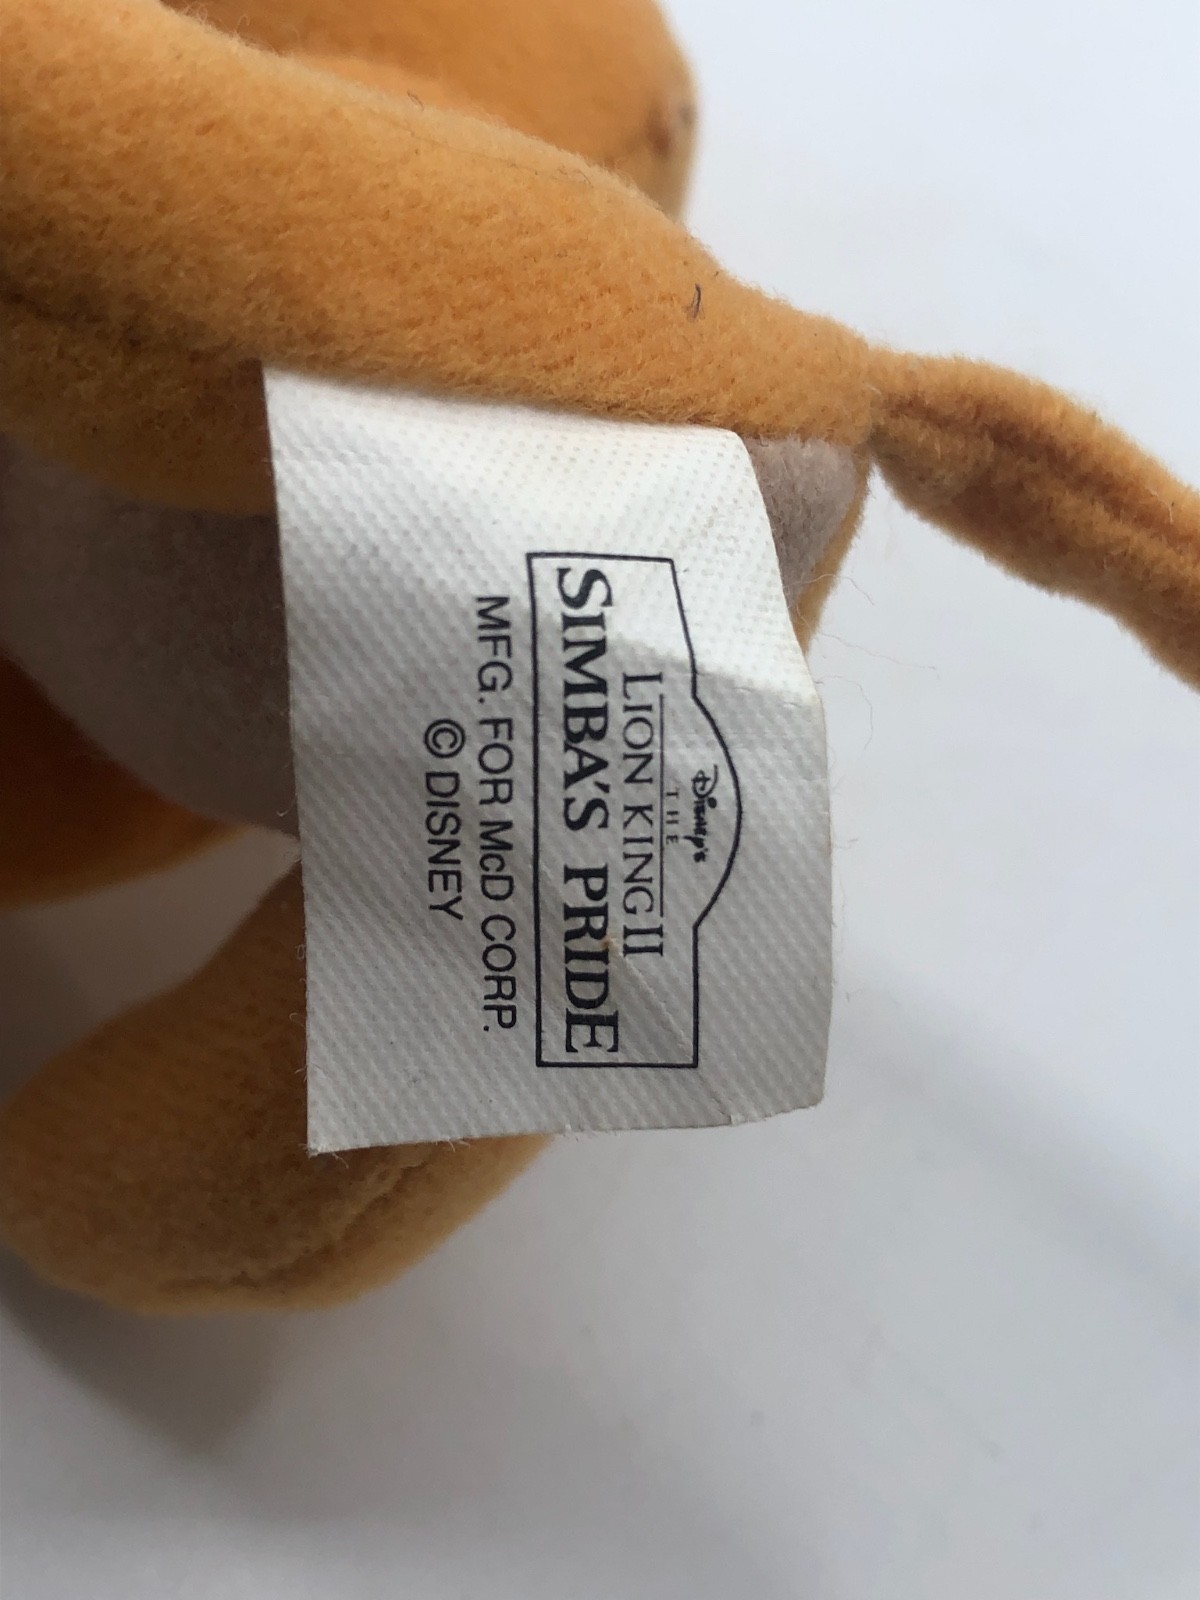 Disney's
THE
LION KING II
SIMBA'S PRIDE
MFG. FOR McD CORP.
© DISNEY